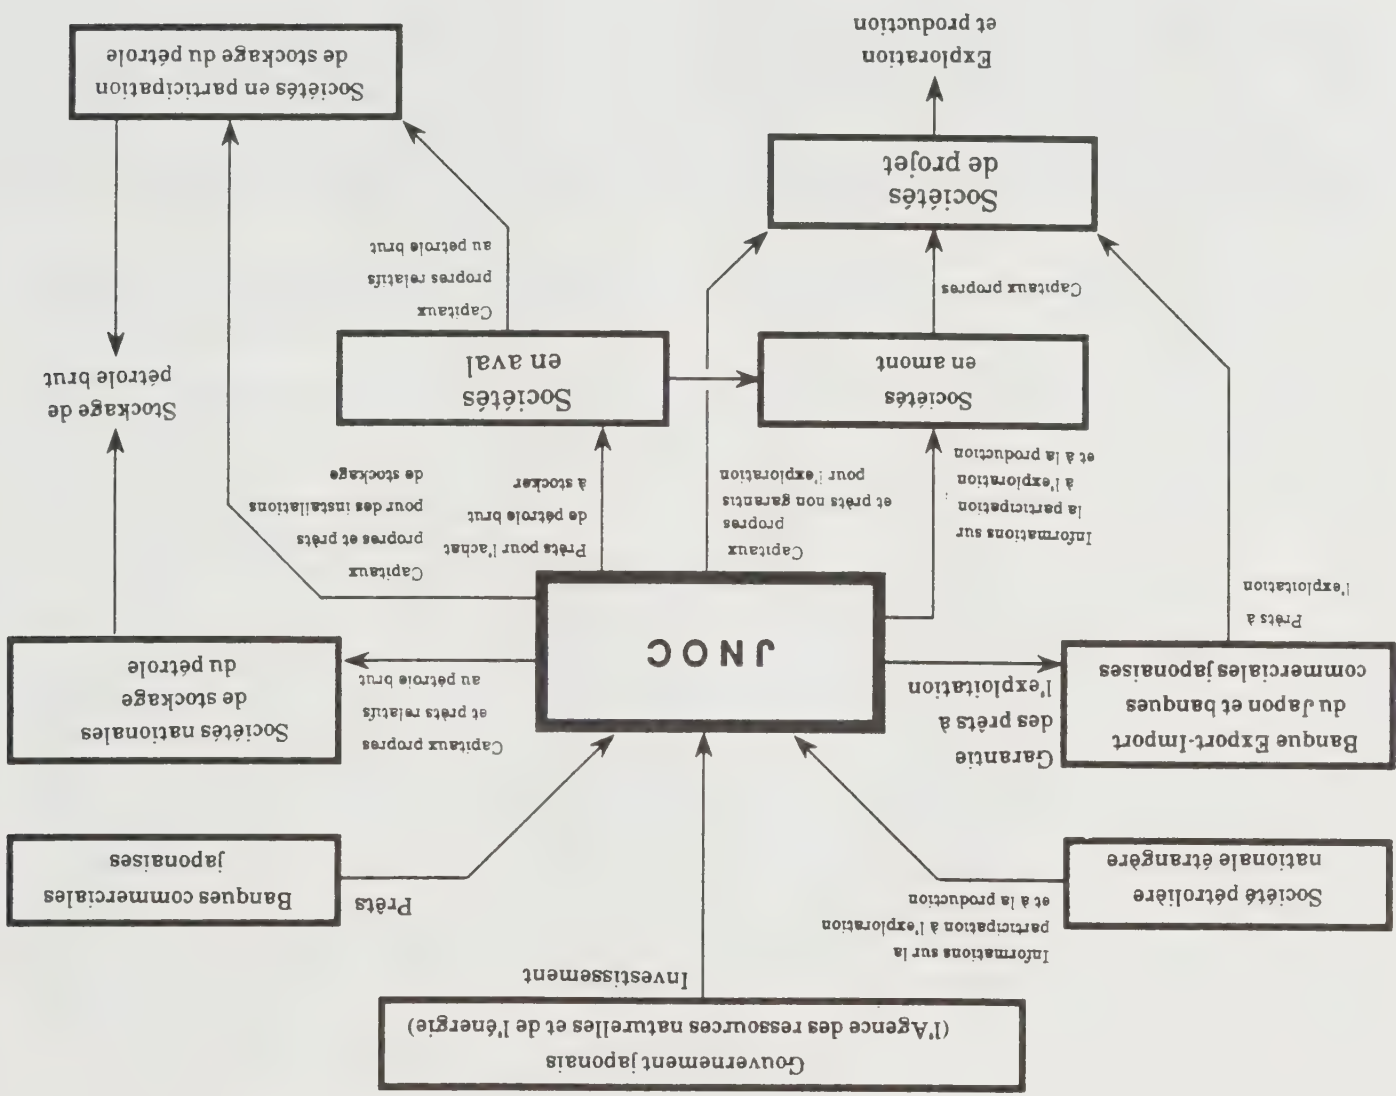 Gouvernement japonais
(l'Agence des ressources naturelles et de l'énergie)
Investissement
Société pétrolière
nationale étrangère
Informations sur la
participation à l'exploration
et à la production
Prêts
Banques commerciales
japonaises
Banque Export-Import
du Japon et banques
commerciales japonaises
Garantie
des prêts à
l'exploitation
JNOC
Capitaux propres
et prêts relatifs
au pétrole brut
Sociétés nationales
de stockage
du pétrole
Prêts à
l'exploitation
Informations sur
la participation
à l'exploration
et à la production
Capitaux
propres
et prêts non garantis
pour l'exploration
Prêts pour l'achat
de pétrole brut
à stocker
Capitaux
propres et prêts
pour des installations
de stockage
Sociétés
en amont
Sociétés
en aval
Stockage de
pétrole brut
Capitaux propres
Capitaux
propres relatifs
au pétrole brut
Sociétés
de projet
Sociétés en participation
de stockage du pétrole
Exploration
et production